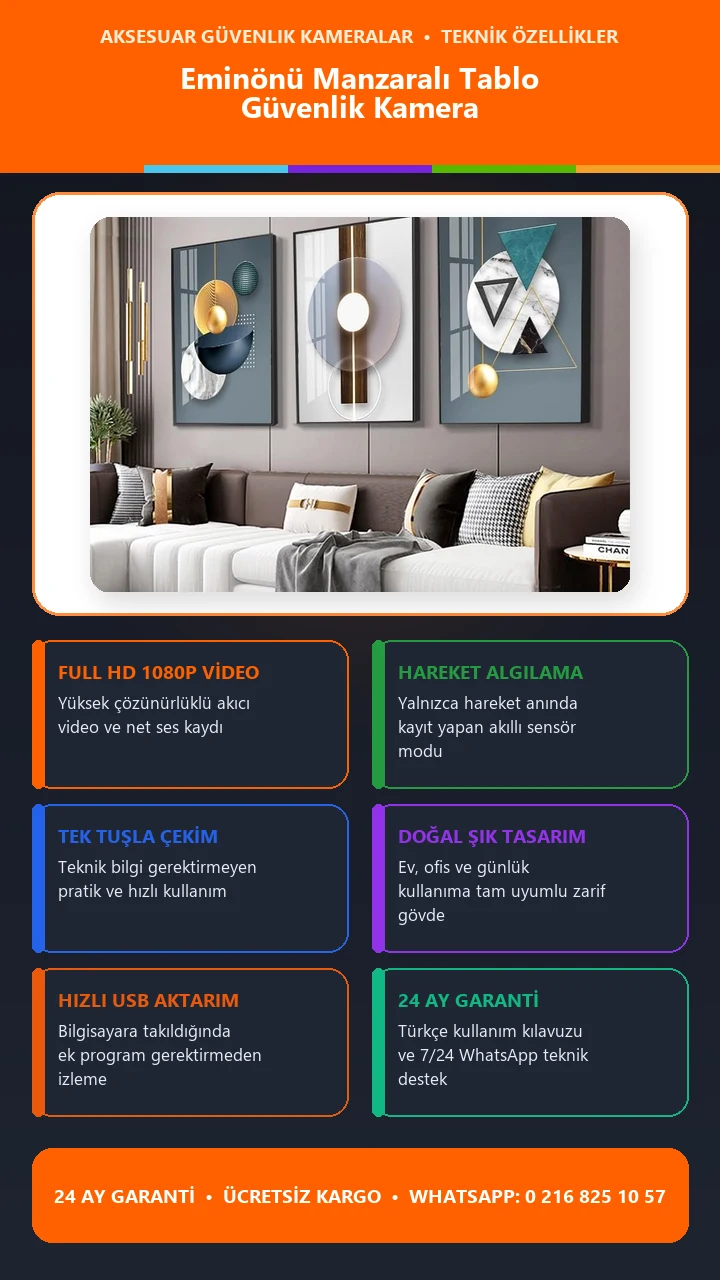 AKSESUAR GÜVENLIK KAMERALAR • TEKNİK ÖZELLİKLER
Eminönü Manzaralı Tablo
Güvenlik Kamera
CHAN
FULL HD 1080P VİDEO
Yüksek çözünürlüklü akıcı
video ve net ses kaydı
HAREKET ALGILAMA
Yalnızca hareket anında
kayıt yapan akıllı sensör
modu
TEK TUŞLA ÇEKİM
Teknik bilgi gerektirmeyen
pratik ve hızlı kullanım
DOĞAL ŞIK TASARIM
Ev, ofis ve günlük
kullanıma tam uyumlu zarif
gövde
HIZLI USB AKTARIM
Bilgisayara takıldığında
ek program gerektirmeden
izleme
24 AY GARANTİ
Türkçe kullanım kılavuzu
ve 7/24 WhatsApp teknik
destek
24 AY GARANTİ • ÜCRETSİZ KARGO • WHATSAPP: 0 216 825 10 57